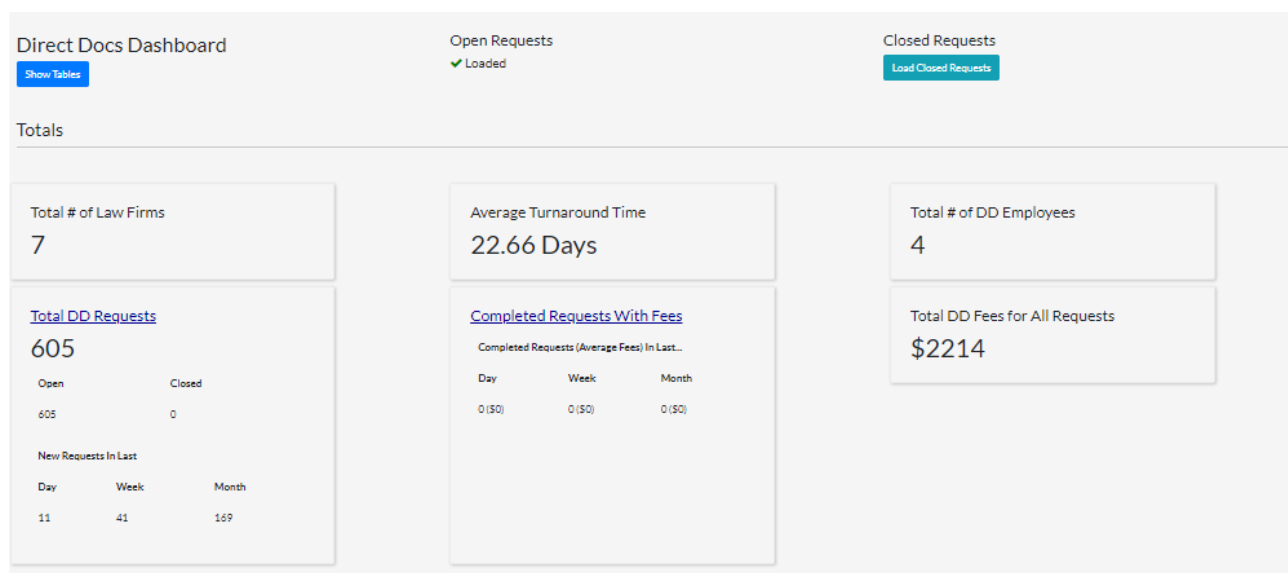 Direct Docs Dashboard
Show Tables
Open Requests
Loaded
Closed Requests
Load Closed Requests
Totals
Total # of Law Firms
7
Average Turnaround Time
22.66 Days
Total # of DD Employees
4
Total DD Requests
605
Open Closed
605 0
New Requests In Last
Day Week Month
11 41 169
Completed Requests With Fees
Completed Requests (Average Fees) In Last...
Day Week Month
0 ($0) 0 ($0) 0 ($0)
Total DD Fees for All Requests
$2214